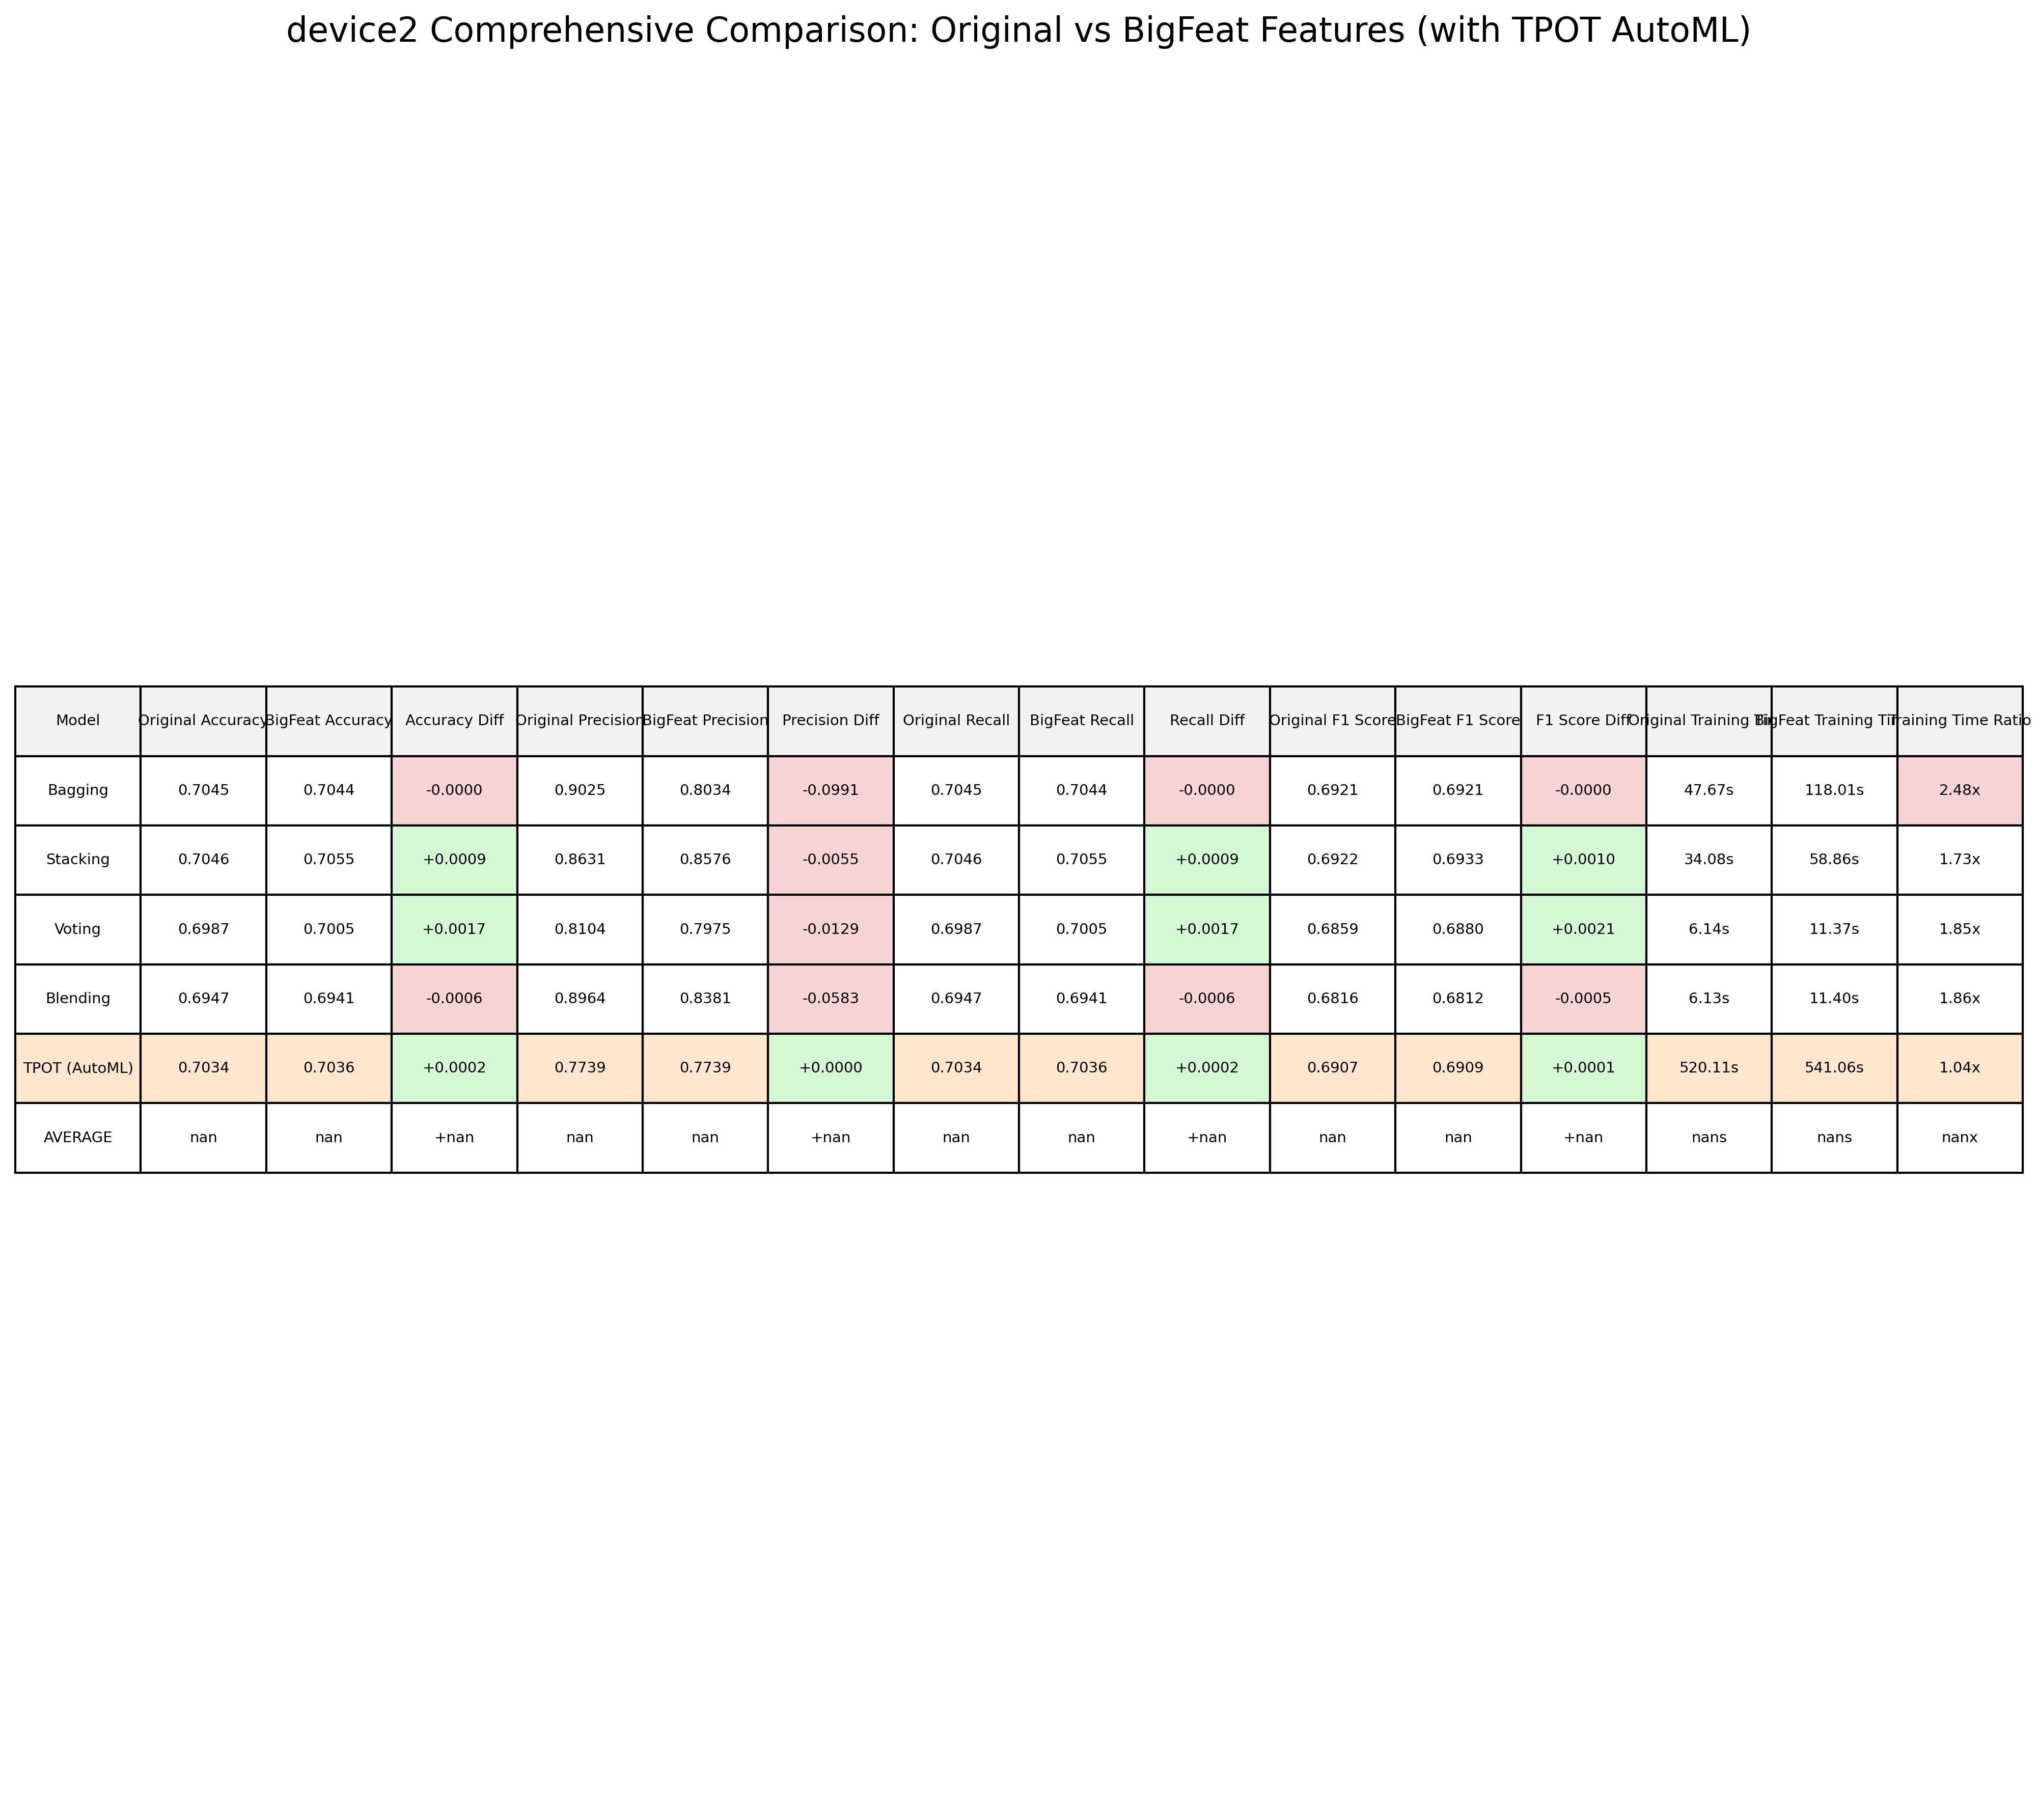 device2 Comprehensive Comparison: Original vs BigFeat Features (with TPOT AutoML)
Model Original Accuracy BigFeat Accuracy Accuracy Diff Original Precision BigFeat Precision Precision Diff Original Recall BigFeat Recall Recall Diff Original F1 Score BigFeat F1 Score F1 Score Diff Original Training Tim BigFeat Training Tim Training Time Ratio
Bagging 0.7045 0.7044 -0.0000 0.9025 0.8034 -0.0991 0.7045 0.7044 -0.0000 0.6921 0.6921 -0.0000 47.67s 118.01s 2.48x
Stacking 0.7046 0.7055 +0.0009 0.8631 0.8576 -0.0055 0.7046 0.7055 +0.0009 0.6922 0.6933 +0.0010 34.08s 58.86s 1.73x
Voting 0.6987 0.7005 +0.0017 0.8104 0.7975 -0.0129 0.6987 0.7005 +0.0017 0.6859 0.6880 +0.0021 6.14s 11.37s 1.85x
Blending 0.6947 0.6941 -0.0006 0.8964 0.8381 -0.0583 0.6947 0.6941 -0.0006 0.6816 0.6812 -0.0005 6.13s 11.40s 1.86x
TPOT (AutoML) 0.7034 0.7036 +0.0002 0.7739 0.7739 +0.0000 0.7034 0.7036 +0.0002 0.6907 0.6909 +0.0001 520.11s 541.06s 1.04x
AVERAGE nan nan +nan nan nan +nan nan nan +nan nan nan +nan nans nans nanx